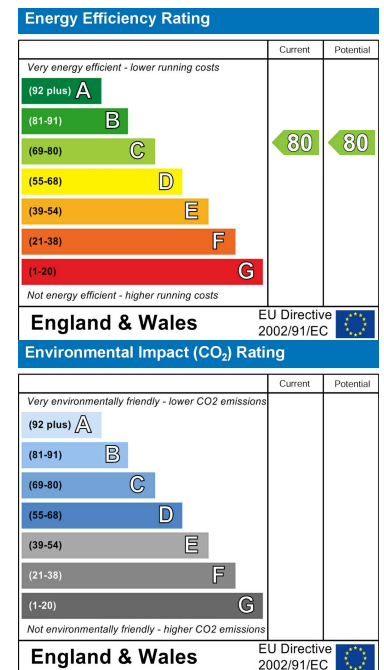 Energy Efficiency Rating
Current Potential
Very energy efficient - lower running costs
(92 plus) A
(81-91) B
(69-80) C
80 80
(55-68) D
(39-54) E
(21-38) F
(1-20) G
Not energy efficient - higher running costs
England & Wales
EU Directive
2002/91/EC
Environmental Impact (CO₂) Rating
Current Potential
Very environmentally friendly - lower CO2 emissions
(92 plus) A
(81-91) B
(69-80) C
(55-68) D
(39-54) E
(21-38) F
(1-20) G
Not environmentally friendly - higher CO2 emissions
England & Wales
EU Directive
2002/91/EC